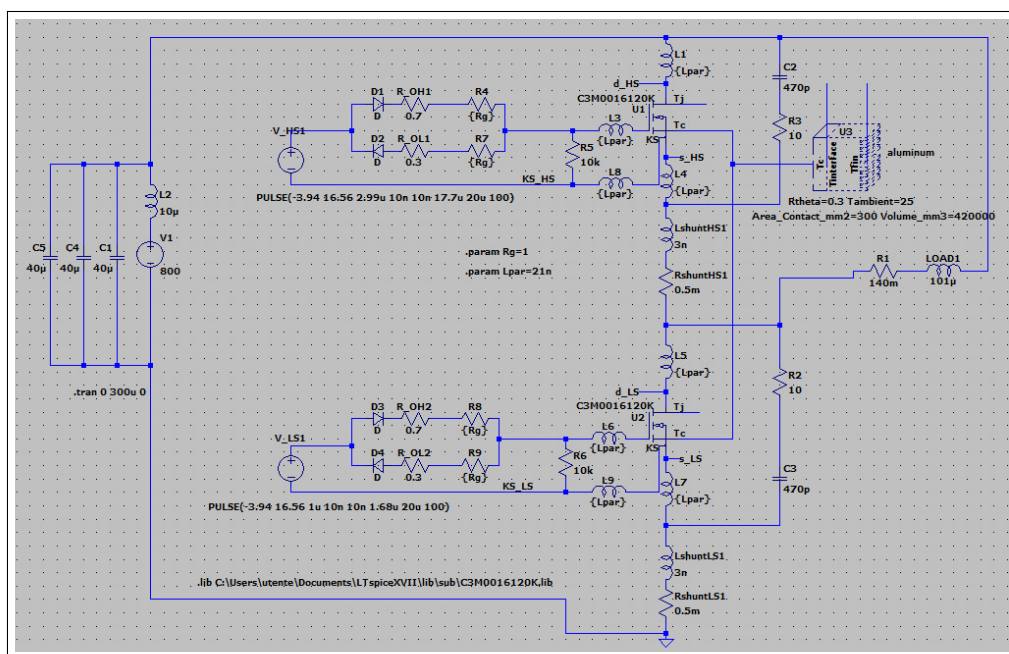 L1
{Lpar}
d_HS
C3M0016120K
U1
Tj
Tc
KS
s_HS
L4
{Lpar}
C2
470p
R3
10
U3
Tc
Tinterface
Tfin
aluminum
Rtheta=0.3 Tambient=25
Area_Contact_mm2=300 Volume_mm3=420000
D1
D
R_OH1
0.7
R4
{Rg}
D2
D
R_OL1
0.3
R7
{Rg}
V_HS1
R5
10k
L3
{Lpar}
L8
{Lpar}
KS_HS
PULSE(-3.94 16.56 2.99u 10n 10n 17.7u 20u 100)
L2
10µ
V1
800
C5
40µ
C4
40µ
C1
40µ
.param Rg=1
.param Lpar=21n
LshuntHS1
3n
RshuntHS1
0.5m
R1
140m
LOAD1
101µ
L5
{Lpar}
d_LS
C3M0016120K
U2
Tj
Tc
KS
s_LS
L7
{Lpar}
R2
10
C3
470p
.tran 0 300u 0
D3
D
R_OH2
0.7
R8
{Rg}
D4
D
R_OL2
0.3
R9
{Rg}
V_LS1
R6
10k
L6
{Lpar}
L9
{Lpar}
KS_LS
PULSE(-3.94 16.56 1u 10n 10n 1.68u 20u 100)
LshuntLS1
3n
RshuntLS1
0.5m
.lib C:\Users\utente\Documents\LTspiceXVII\lib\sub\C3M0016120K.lib